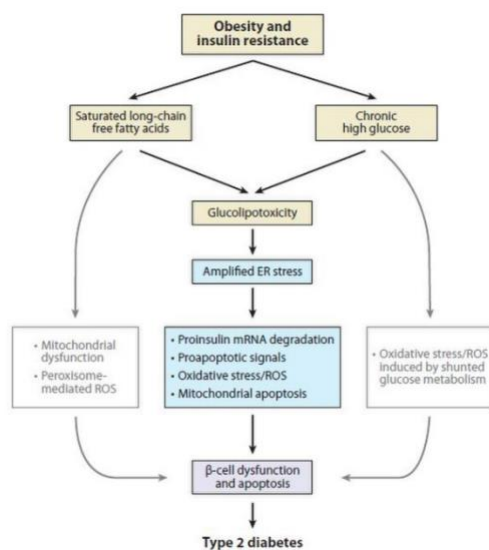 Obesity and
insulin resistance
Saturated long-chain
free fatty acids
Chronic
high glucose
Glucolipotoxicity
Amplified ER stress
• Mitochondrial
dysfunction
• Peroxisome-
mediated ROS
• Proinsulin mRNA degradation
• Proapoptotic signals
• Oxidative stress/ROS
• Mitochondrial apoptosis
• Oxidative stress/ROS
induced by shunted
glucose metabolism
β-cell dysfunction
and apoptosis
Type 2 diabetes